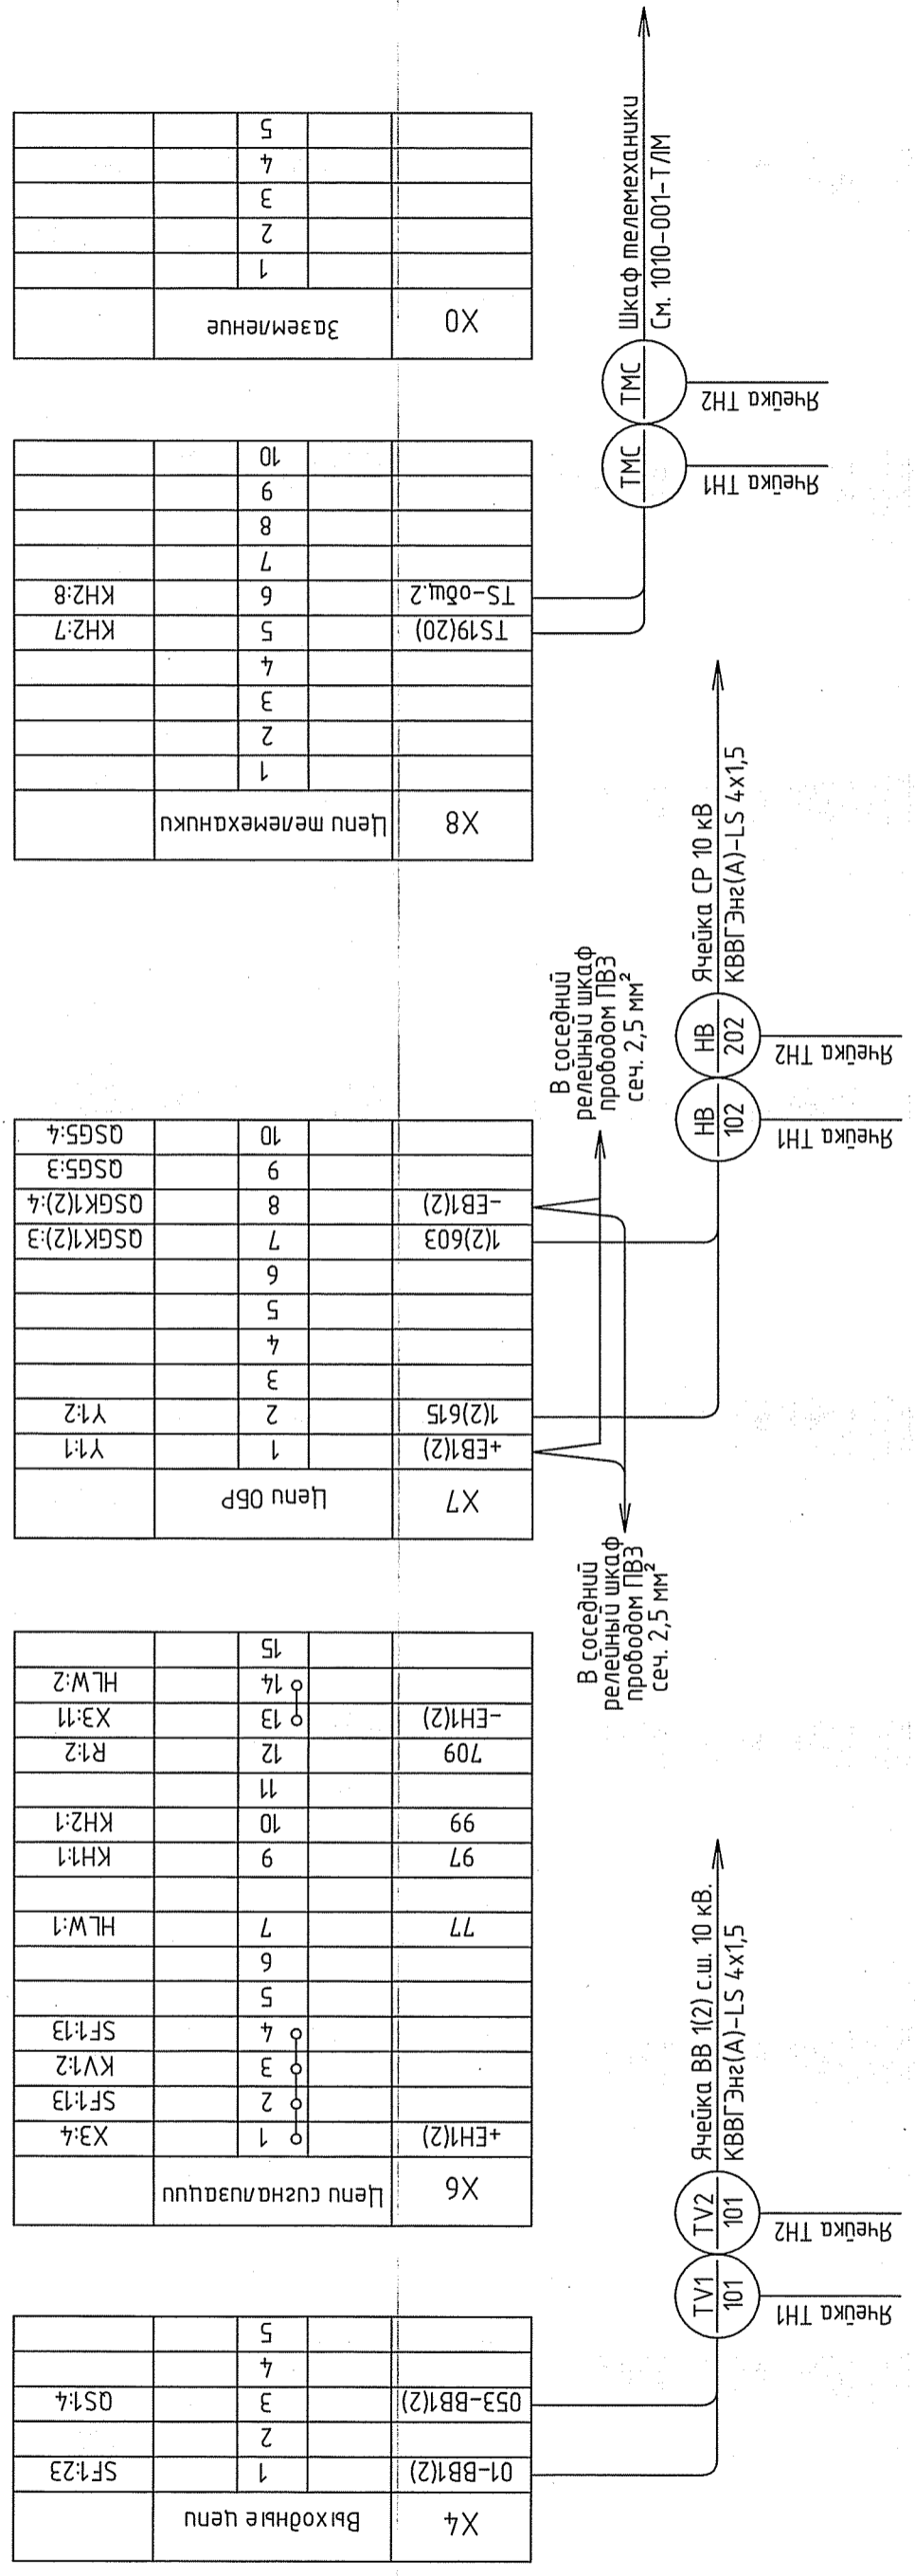 X0 Заземление
1
2
3
4
5
X8 Цепи телемеханики
1
2
3
4
TS19(20) 5 KH2:7
TS-общ.2 6 KH2:8
7
8
9
10
X7 Цепи ОБР
+EB1(2) 1 Y1:1
1(2)615 2 Y1:2
3
4
5
6
1(2)603 7 QSGK1(2):3
-EB1(2) 8 QSGK1(2):4
9 QSG5:3
10 QSG5:4
X6 Цепи сигнализации
+EH1(2) 1 X3:4
2 SF1:13
3 KV1:2
4 SF1:13
5
6
77 7 HLW:1
97 9 KH1:1
99 10 KH2:1
11
709 12 R1:2
-EH1(2) 13 X3:11
14 HLW:2
15
X4 Выходные цепи
01-BB1(2) 1 SF1:23
2
053-BB1(2) 3 QS1:4
4
5
Шкаф телемеханики
См. 1010-001-ТЛМ
ТМС
ТМС
Ячейка ТН1
Ячейка ТН2
В соседний
релейный шкаф
проводом ПВ3
сеч. 2,5 мм²
В соседний
релейный шкаф
проводом ПВ3
сеч. 2,5 мм²
Ячейка СР 10 кВ
КВВГЭнг(А)-LS 4х1,5
НВ
102
НВ
202
Ячейка ТН1
Ячейка ТН2
Ячейка ВВ 1(2) с.ш. 10 кВ.
КВВГЭнг(А)-LS 4х1,5
TV1
101
TV2
101
Ячейка ТН1
Ячейка ТН2